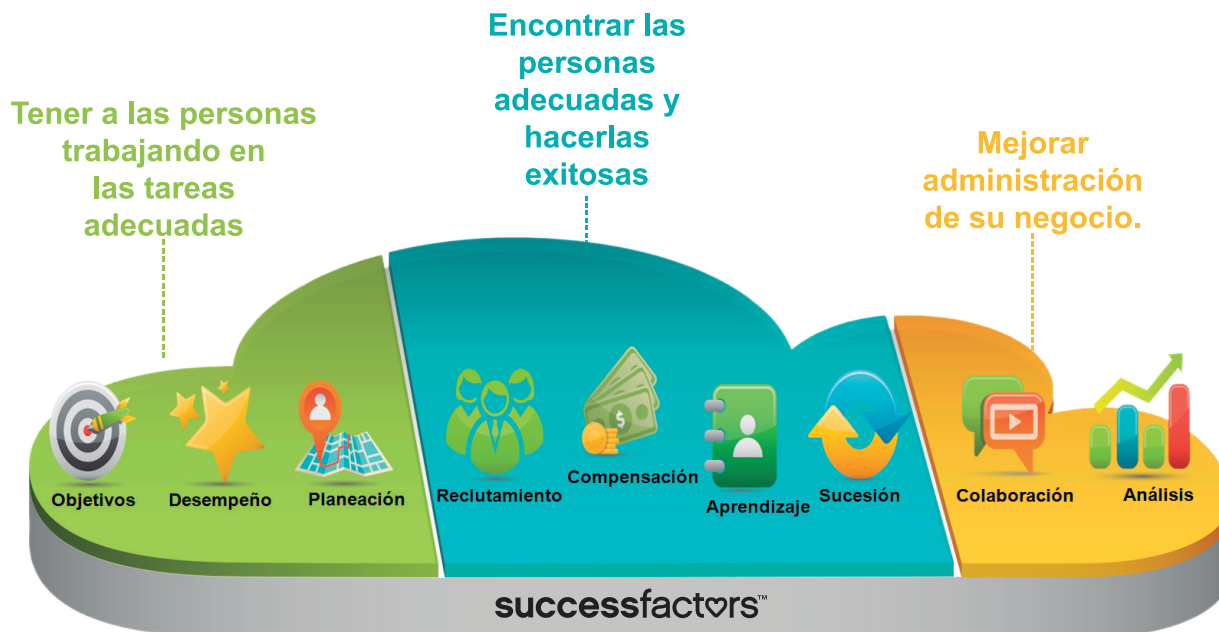 Tener a las personas
trabajando en
las tareas
adecuadas
Encontrar las
personas
adecuadas y
hacerlas
exitosas
Mejorar
administración
de su negocio.
Objetivos
Desempeño
Planeación
Reclutamiento
Compensación
Aprendizaje
Sucesión
Colaboración
Análisis
$
successfactors™